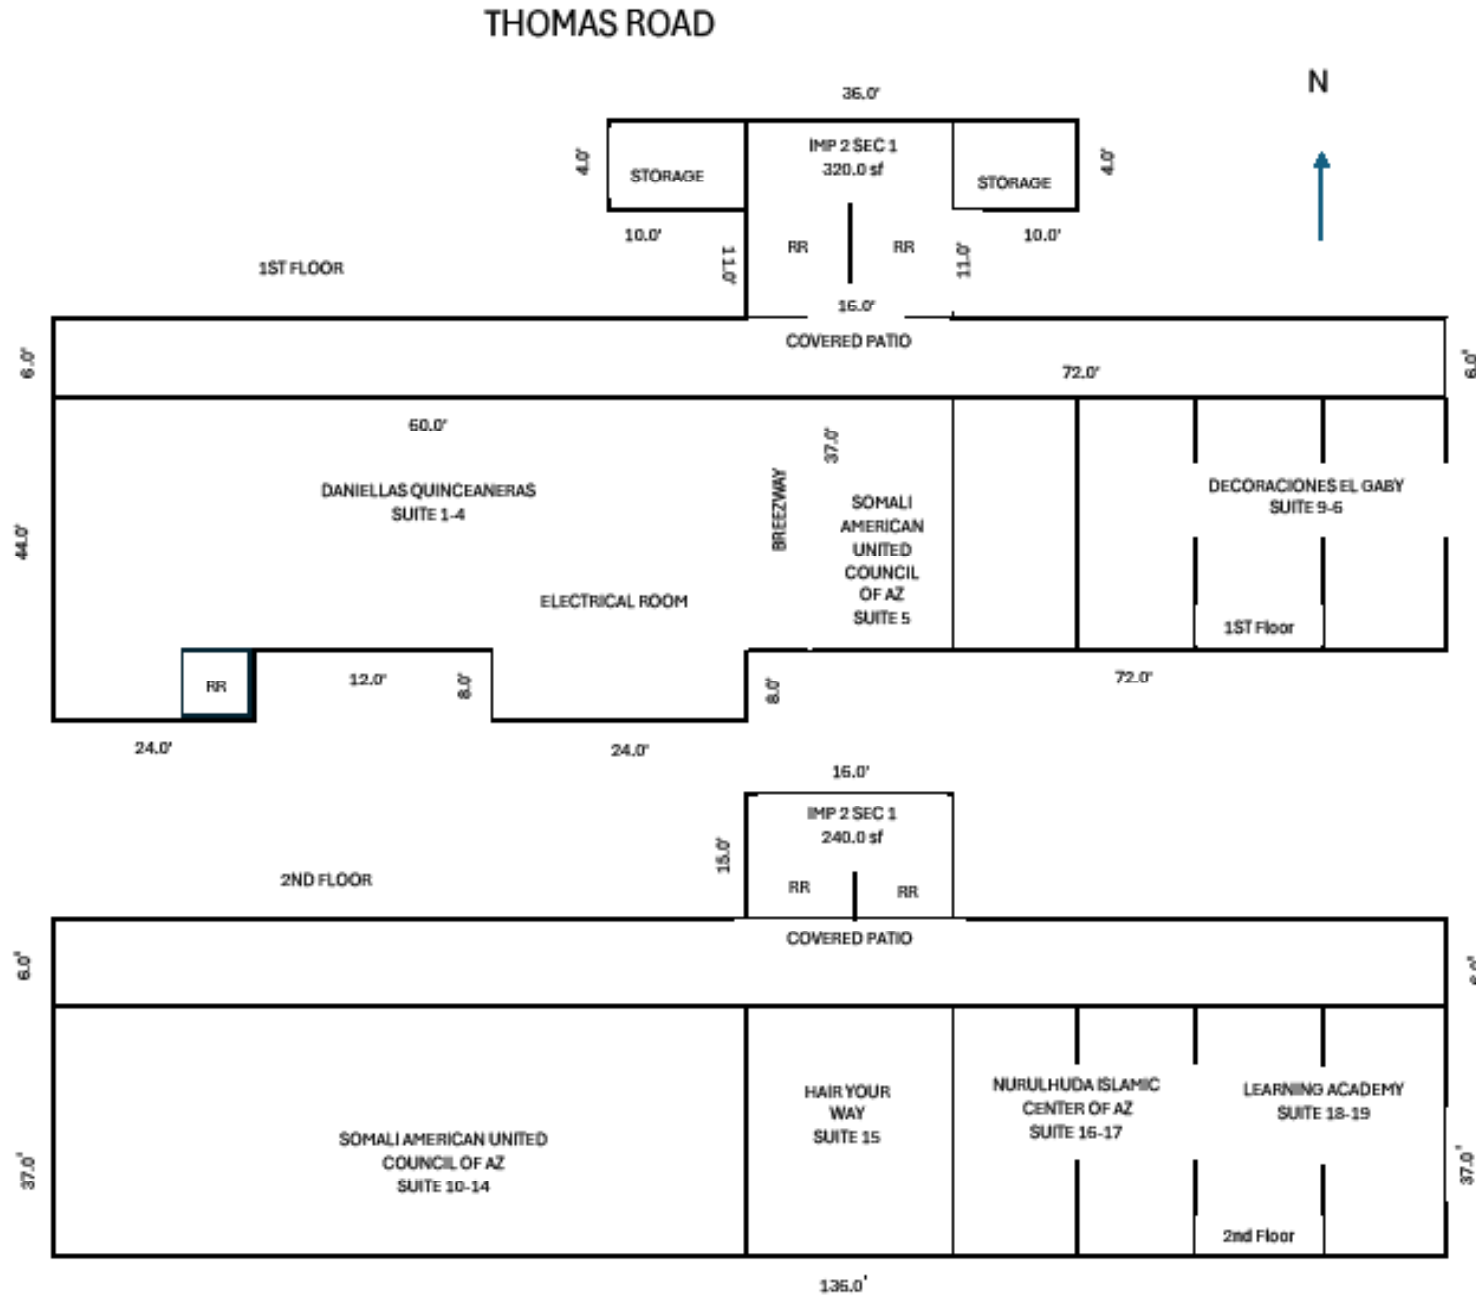 THOMAS ROAD
N
36.0'
4.0'
STORAGE
IMP 2 SEC 1
320.0 sf
STORAGE
4.0'
10.0'
11.0'
RR
RR
11.0'
10.0'
1ST FLOOR
16.0'
6.0'
COVERED PATIO
72.0'
6.0'
60.0'
37.0'
DANIELLAS QUINCEANERAS
SUITE 1-4
BREEZWAY
SOMALI
AMERICAN
UNITED
COUNCIL
OF AZ
SUITE 5
DECORACIONES EL GABY
SUITE 9-6
44.0'
ELECTRICAL ROOM
1ST Floor
RR
12.0'
8.0'
8.0'
72.0'
24.0'
24.0'
16.0'
IMP 2 SEC 1
240.0 sf
15.0'
2ND FLOOR
RR
RR
COVERED PATIO
6.0'
6.0'
HAIR YOUR
WAY
SUITE 15
NURULHUDA ISLAMIC
CENTER OF AZ
SUITE 16-17
LEARNING ACADEMY
SUITE 18-19
SOMALI AMERICAN UNITED
COUNCIL OF AZ
SUITE 10-14
37.0'
37.0'
2nd Floor
136.0'